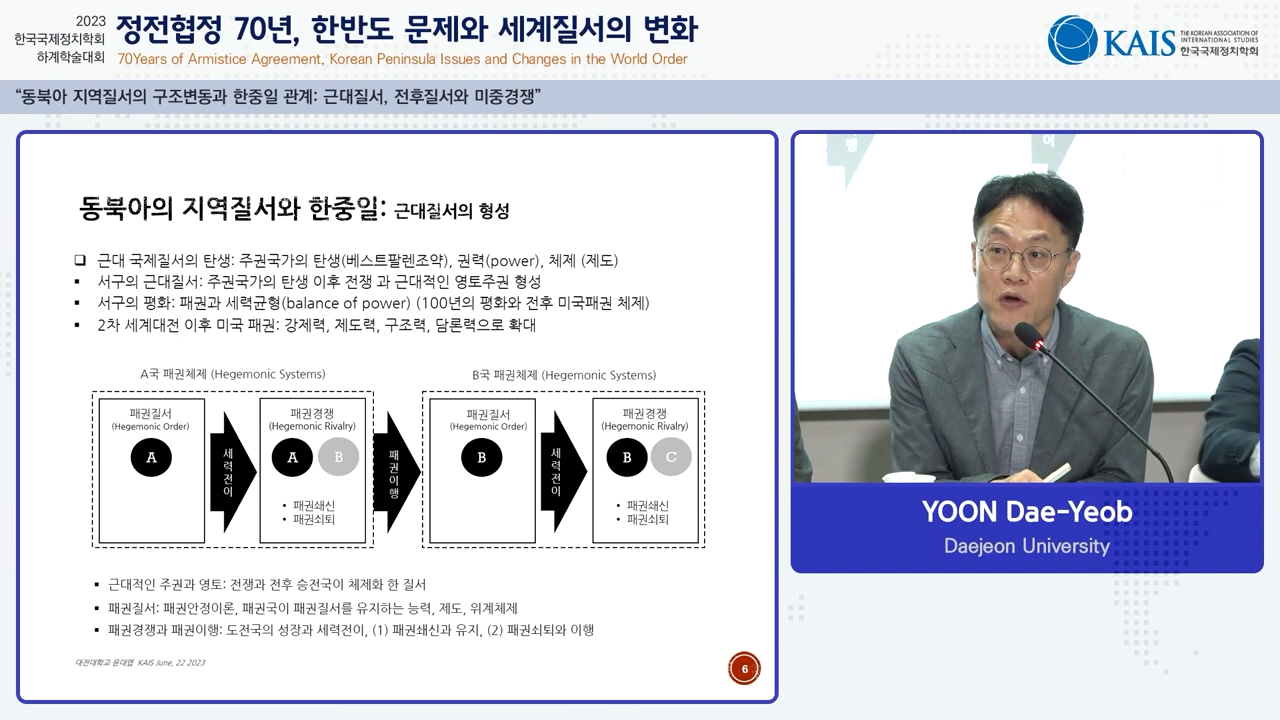 2023
한국국제정치학회
하계학술대회
정전협정 70년, 한반도 문제와 세계질서의 변화
70Years of Armistice Agreement, Korean Peninsula Issues and Changes in the World Order
KAIS
THE KOREAN ASSOCIATION OF
INTERNATIONAL STUDIES
한국국제정치학회
“동북아 지역질서의 구조변동과 한중일 관계: 근대질서, 전후질서와 미중경쟁”
동북아의 지역질서와 한중일: 근대질서의 형성
❑ 근대 국제질서의 탄생: 주권국가의 탄생(베스트팔렌조약), 권력(power), 체제 (제도)
▪ 서구의 근대질서: 주권국가의 탄생 이후 전쟁 과 근대적인 영토주권 형성
▪ 서구의 평화: 패권과 세력균형(balance of power) (100년의 평화와 전후 미국패권 체제)
▪ 2차 세계대전 이후 미국 패권: 강제력, 제도력, 구조력, 담론력으로 확대
A국 패권체제 (Hegemonic Systems)
패권질서
(Hegemonic Order)
A
세력전이
패권경쟁
(Hegemonic Rivalry)
A B
• 패권쇄신
• 패권쇠퇴
패권이행
B국 패권체제 (Hegemonic Systems)
패권질서
(Hegemonic Order)
B
세력전이
패권경쟁
(Hegemonic Rivalry)
B C
• 패권쇄신
• 패권쇠퇴
▪ 근대적인 주권과 영토: 전쟁과 전후 승전국이 체제화 한 질서
▪ 패권질서: 패권안정이론, 패권국이 패권질서를 유지하는 능력, 제도, 위계체제
▪ 패권경쟁과 패권이행: 도전국의 성장과 세력전이, (1) 패권쇄신과 유지, (2) 패권쇠퇴와 이행
대전대학교 윤대엽 KAIS June, 22 2023
6
이
YOON Dae-Yeob
Daejeon University